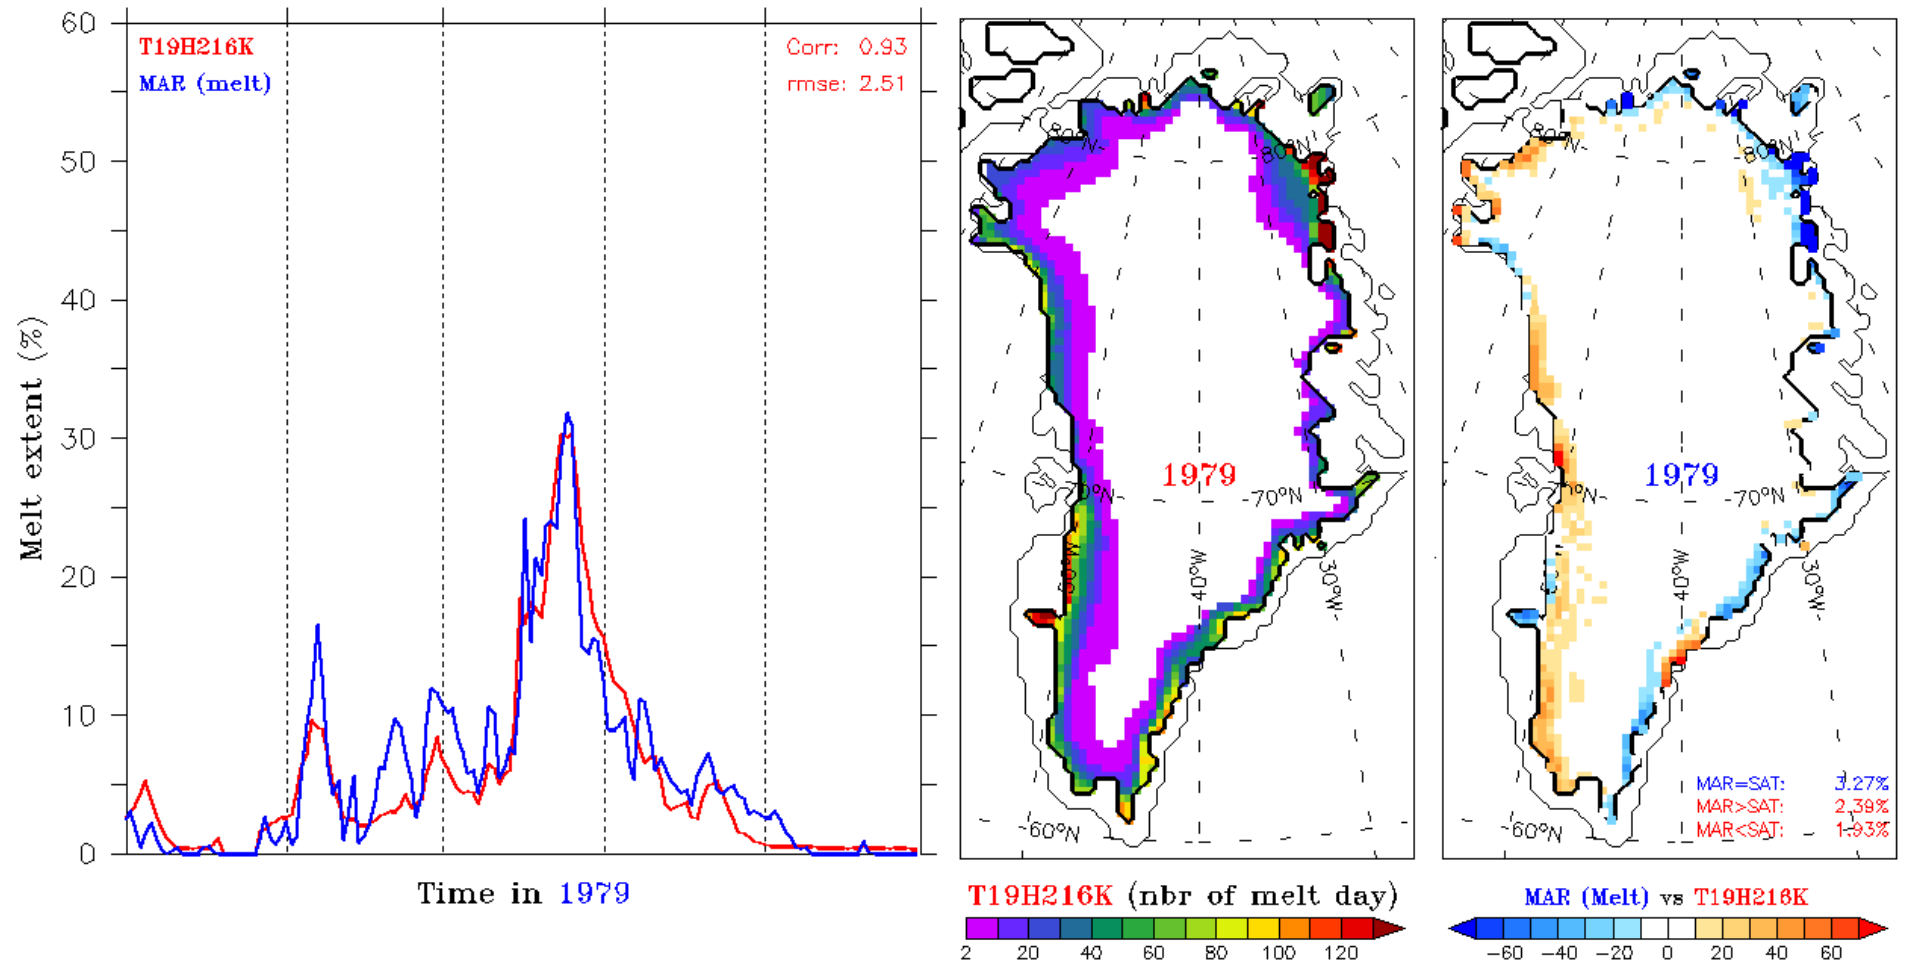 60
50
40
30
20
10
0
Melt extent (%)
T19H216K
MAR (melt)
Corr: 0.93
rmse: 2.51
Time in 1979
80°N
70°N
-70°N
40°W
30°W
-60°N
1979
T19H216K (nbr of melt day)
2 20 40 60 80 100 120
80°N
-70°N
40°W
30°W
-60°N
1979
MAR=SAT: 3.27%
MAR>SAT: 2.39%
MAR<SAT: 1.93%
MAR (Melt) vs T19H216K
-60 -40 -20 0 20 40 60